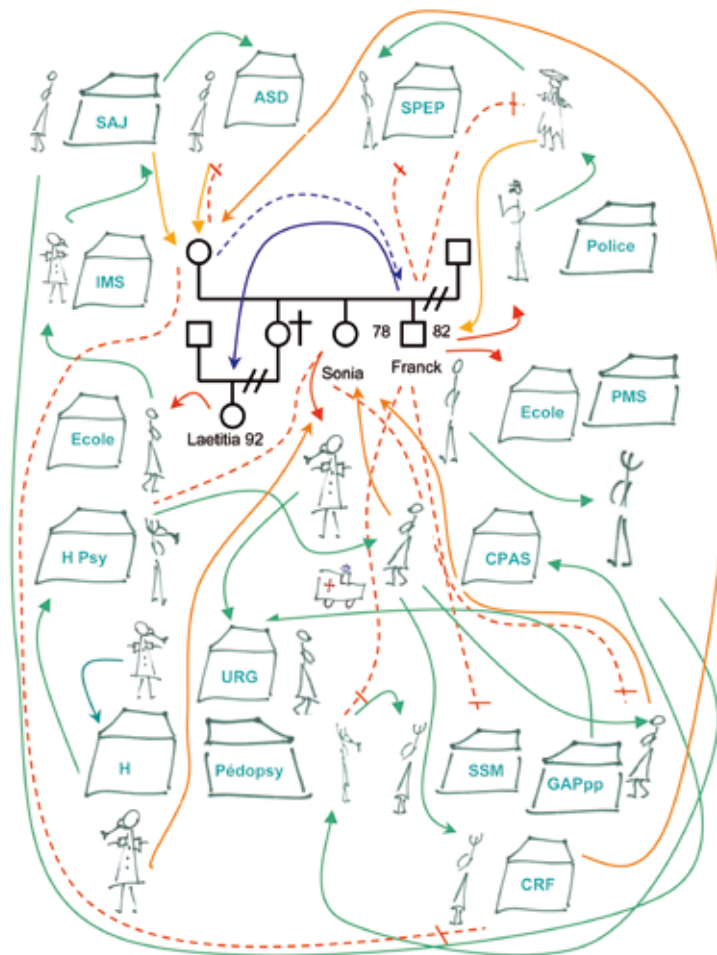 ASD
SPEP
SAJ
Police
IMS
78
82
Sonia
Franck
Ecole
PMS
Ecole
Laetitia 92
H Psy
CPAS
URG
H
Pédopsy
SSM
GAPpp
CRF